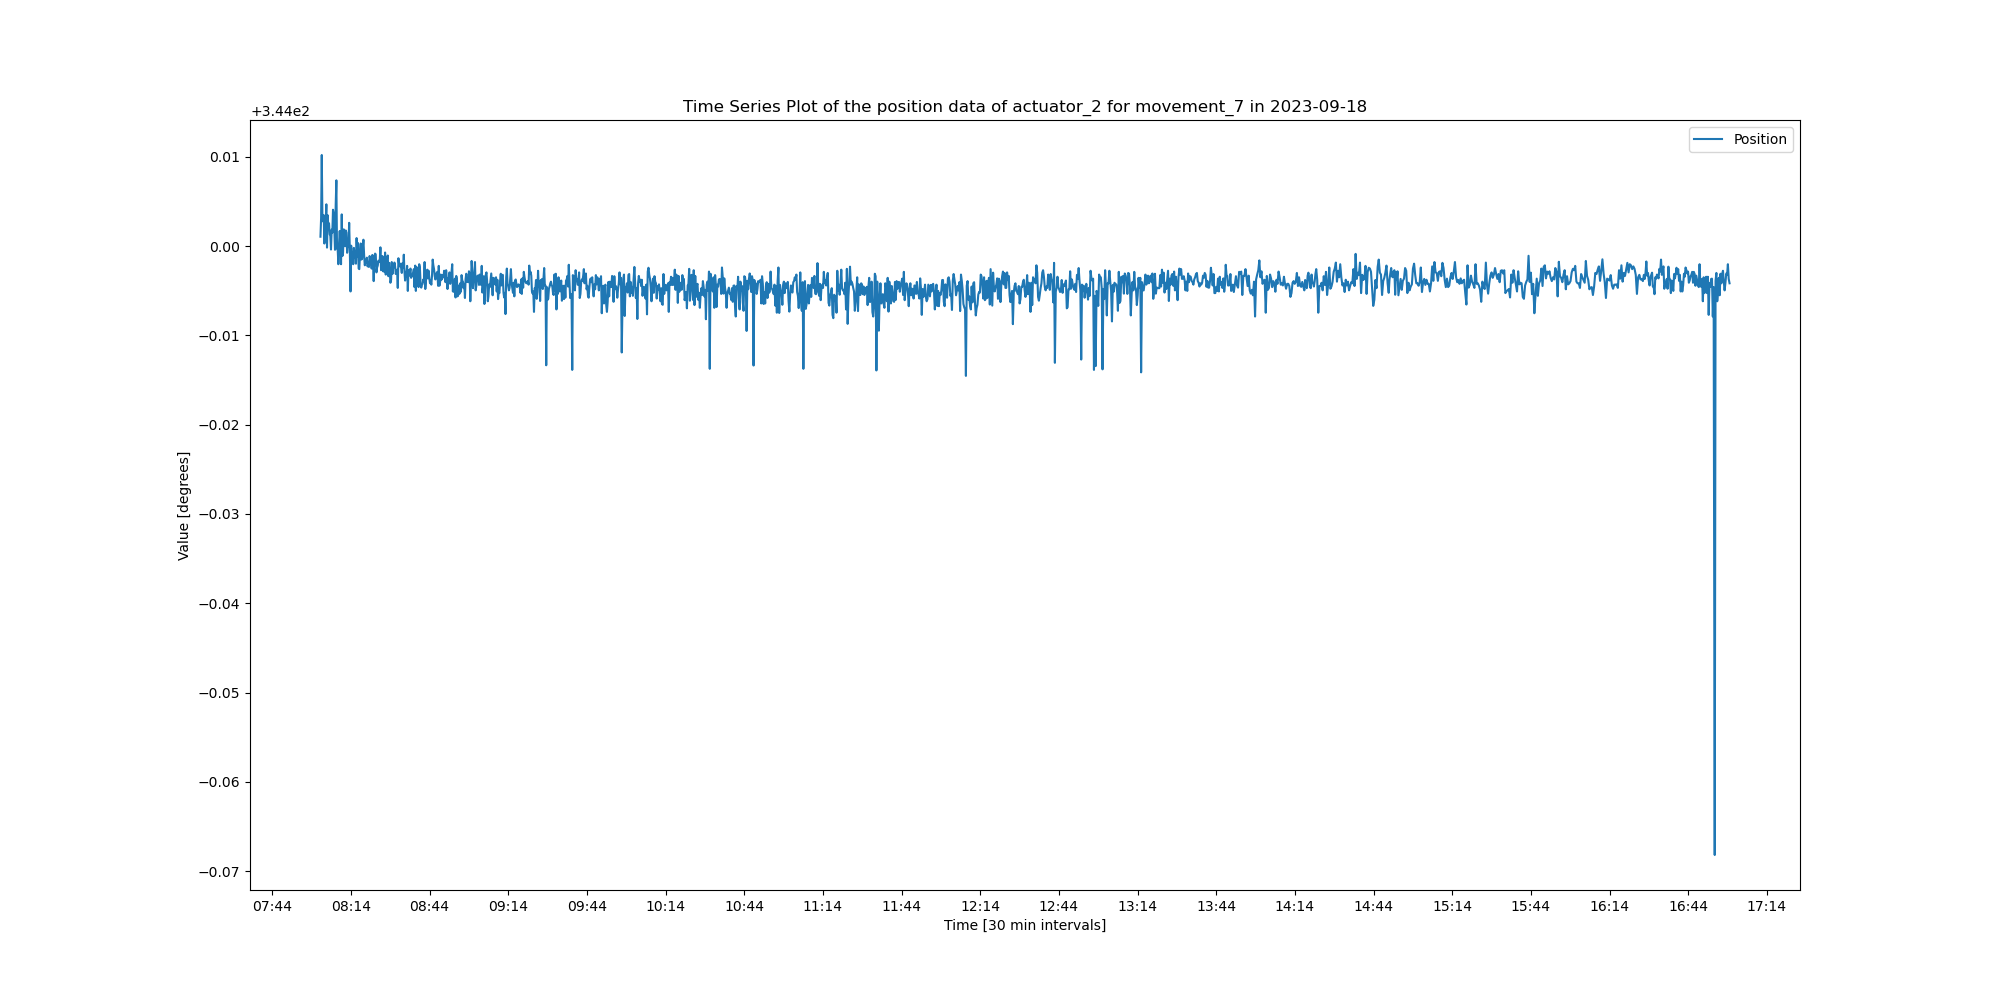 Time Series Plot of the position data of actuator_2 for movement_7 in 2023-09-18
+3.44e2
Position
0.01
0.00
−0.01
−0.02
−0.03
−0.04
−0.05
−0.06
−0.07
Value [degrees]
07:44 08:14 08:44 09:14 09:44 10:14 10:44 11:14 11:44 12:14 12:44 13:14 13:44 14:14 14:44 15:14 15:44 16:14 16:44 17:14
Time [30 min intervals]